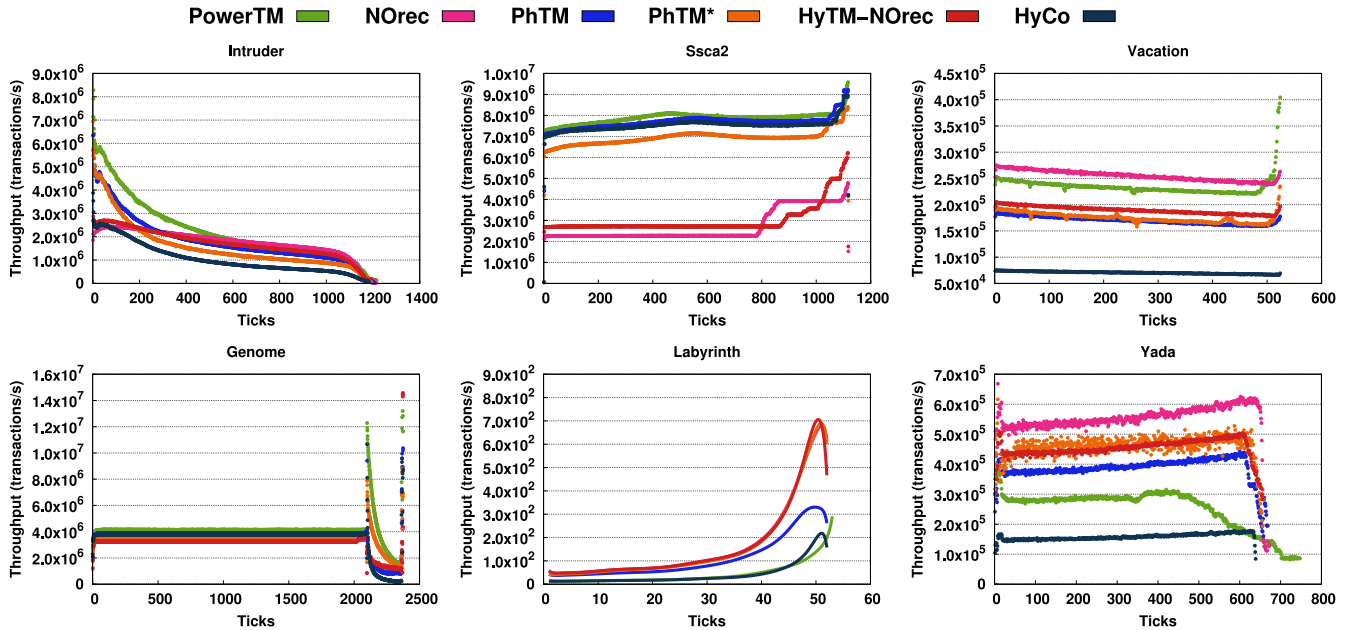 PowerTM NOrec PhTM PhTM* HyTM-NOrec HyCo
Intruder
Throughput (transactions/s)
9.0x10^6
8.0x10^6
7.0x10^6
6.0x10^6
5.0x10^6
4.0x10^6
3.0x10^6
2.0x10^6
1.0x10^6
0
0 200 400 600 800 1000 1200 1400
Ticks
Ssca2
Throughput (transactions/s)
1.0x10^7
9.0x10^6
8.0x10^6
7.0x10^6
6.0x10^6
5.0x10^6
4.0x10^6
3.0x10^6
2.0x10^6
1.0x10^6
0
0 200 400 600 800 1000 1200
Ticks
Vacation
Throughput (transactions/s)
4.5x10^5
4.0x10^5
3.5x10^5
3.0x10^5
2.5x10^5
2.0x10^5
1.5x10^5
1.0x10^5
5.0x10^4
0 100 200 300 400 500 600
Ticks
Genome
Throughput (transactions/s)
1.6x10^7
1.4x10^7
1.2x10^7
1.0x10^7
8.0x10^6
6.0x10^6
4.0x10^6
2.0x10^6
0
0 500 1000 1500 2000 2500
Ticks
Labyrinth
Throughput (transactions/s)
9.0x10^2
8.0x10^2
7.0x10^2
6.0x10^2
5.0x10^2
4.0x10^2
3.0x10^2
2.0x10^2
1.0x10^2
0
0 10 20 30 40 50 60
Ticks
Yada
Throughput (transactions/s)
7.0x10^5
6.0x10^5
5.0x10^5
4.0x10^5
3.0x10^5
2.0x10^5
1.0x10^5
0
0 100 200 300 400 500 600 700 800
Ticks